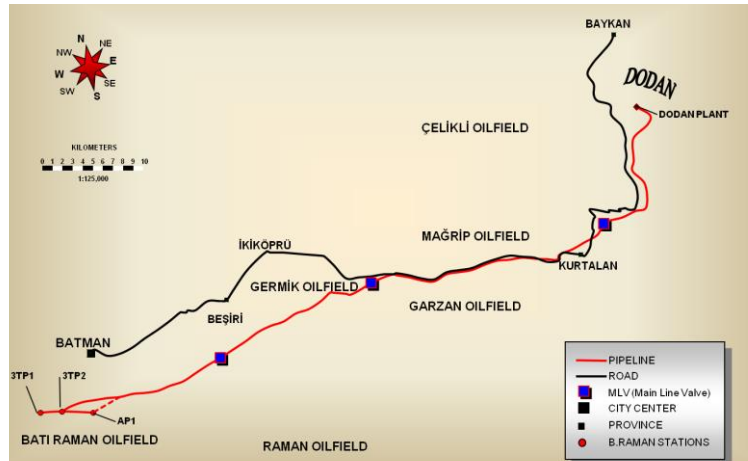 BAYKAN
N
NW
NE
W
E
SW
SE
S
DODAN
DODAN PLANT
ÇELİKLİ OILFIELD
KILOMETERS
0 1 2 3 4 5 6 7 8 9 10
1:125,000
MAĞRİP OILFIELD
İKİKÖPRÜ
KURTALAN
GERMİK OILFIELD
GARZAN OILFIELD
BEŞİRİ
BATMAN
3TP1
3TP2
AP1
BATI RAMAN OILFIELD
RAMAN OILFIELD
PIPELINE
ROAD
MLV (Main Line Valve)
CITY CENTER
PROVINCE
B.RAMAN STATIONS